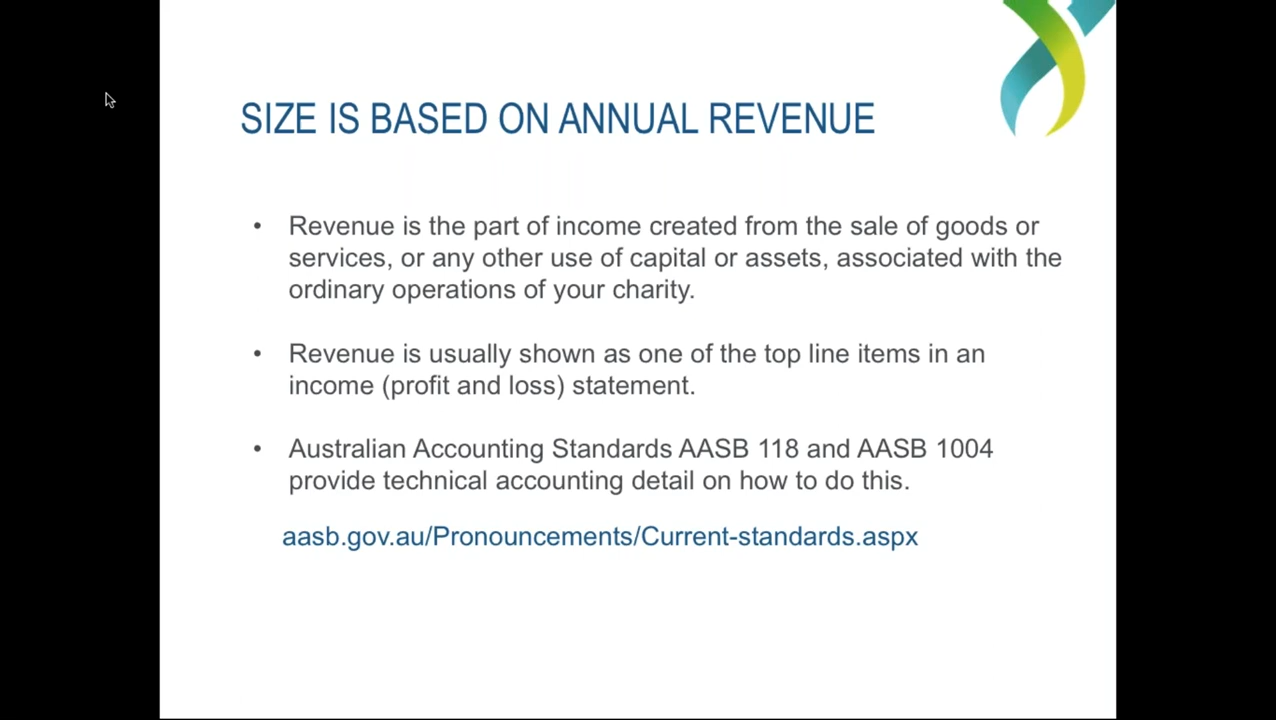 SIZE IS BASED ON ANNUAL REVENUE
• Revenue is the part of income created from the sale of goods or
services, or any other use of capital or assets, associated with the
ordinary operations of your charity.
• Revenue is usually shown as one of the top line items in an
income (profit and loss) statement.
• Australian Accounting Standards AASB 118 and AASB 1004
provide technical accounting detail on how to do this.
aasb.gov.au/Pronouncements/Current-standards.aspx